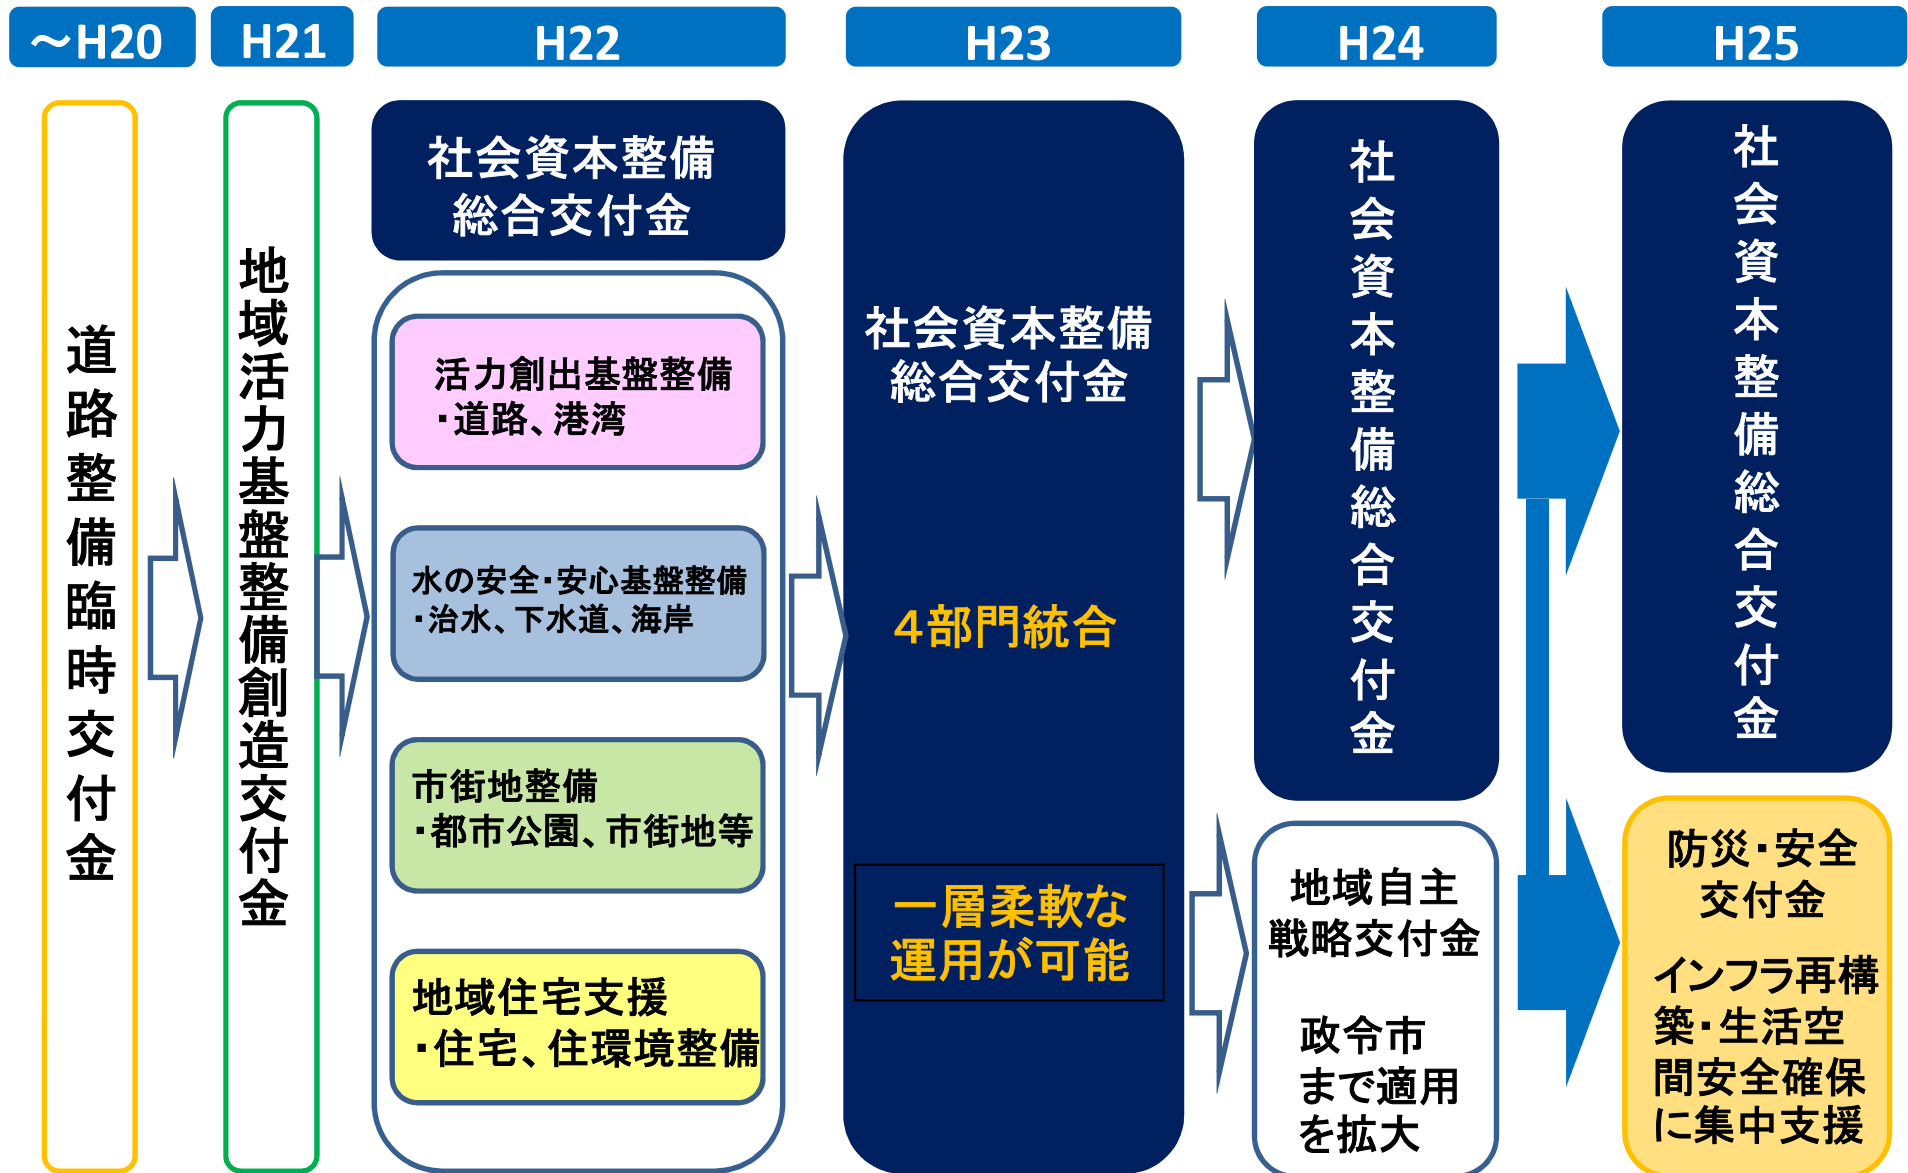 ～H20
H21
H22
H23
H24
H25
道路整備臨時交付金
地域活力基盤整備創造交付金
社会資本整備
総合交付金
活力創出基盤整備
・道路、港湾
水の安全・安心基盤整備
・治水、下水道、海岸
市街地整備
・都市公園、市街地等
地域住宅支援
・住宅、住環境整備
社会資本整備
総合交付金
４部門統合
一層柔軟な
運用が可能
社会資本整備総合交付金
地域自主
戦略交付金
政令市
まで適用
を拡大
社会資本整備総合交付金
防災・安全
交付金
インフラ再構
築・生活空
間安全確保
に集中支援